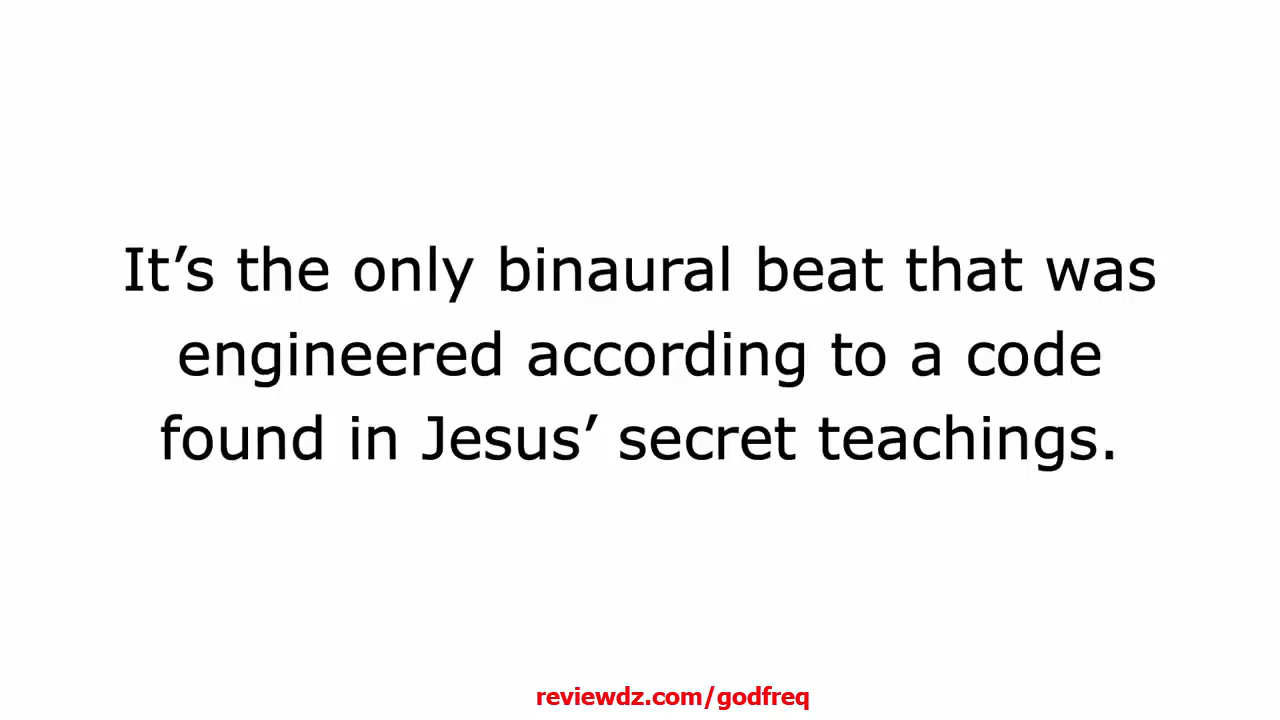 It’s the only binaural beat that was
engineered according to a code
found in Jesus’ secret teachings.
reviewdz.com/godfreq